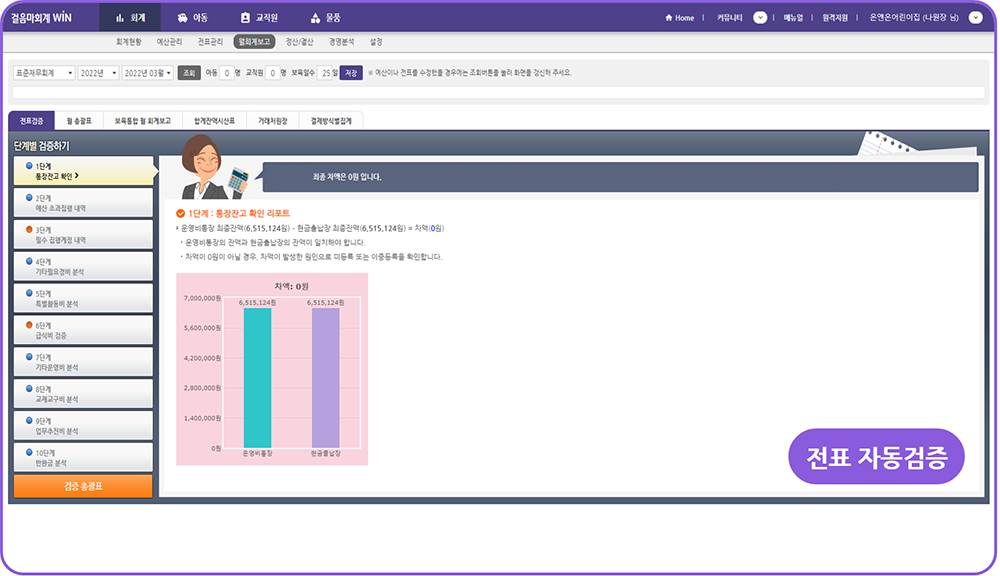 걸음마회계 WIN
회계
아동
교직원
물품
Home
커뮤니티
메뉴얼
원격지원
온앤온어린이집 (나원장 님)
회계현황
예산관리
전표관리
월회계보고
정산/결산
경영분석
설정
표준재무회계
2022년
2022년 03월
조회
아동 0 명
교직원 0 명
보육일수 25 일
저장
※ 예산이나 전표를 수정한을 경우에는 조회버튼을 눌러 화면을 갱신해 주세요.
전표검증
월 총괄표
보육통합 월 회계보고
합계잔액시산표
거래처원장
결제방식별집계
단계별 검증하기
최종 차액은 0원 입니다.
1단계
통장잔고 확인
2단계
예산 초과집행 내역
3단계
필수 집행계정 내역
4단계
기타필요경비 분석
5단계
특별활동비 분석
6단계
급식비 검증
7단계
기타운영비 분석
8단계
교재교구비 분석
9단계
업무추진비 분석
10단계
반환금 분석
검증 총괄표
1단계 : 통장잔고 확인 리포트
운영비통장 최종잔액(6,515,124원) - 현금출납장 최종잔액(6,515,124원) = 차액(0원)
· 운영비통장의 잔액과 현금출납장의 잔액이 일치해야 합니다.
· 차액이 0원이 아닐 경우, 차액이 발생한 원인으로 미등록 또는 이중등록을 확인합니다.
차액: 0원
7,000,000원
6,515,124원
6,515,124원
5,600,000원
4,200,000원
2,800,000원
1,400,000원
0원
운영비통장
현금출납장
전표 자동검증